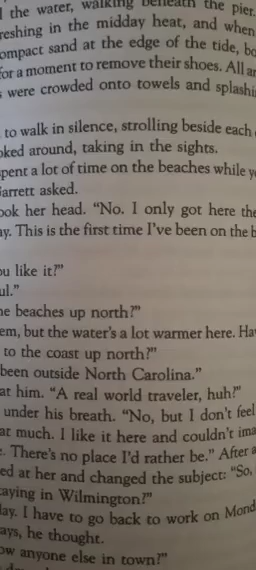 the water, walking beneath the pier.
reshing in the midday heat, and when
ompact sand at the edge of the tide, bo
for a moment to remove their shoes. All ar
were crowded onto towels and splashi
to walk in silence, strolling beside each
oked around, taking in the sights.
pent a lot of time on the beaches while y
arrett asked.
ook her head. “No. I only got here the
ay. This is the first time I've been on the b
ou like it?”
ul.”
he beaches up north?”
em, but the water's a lot warmer here. Hav
to the coast up north?”
been outside North Carolina.”
at him. “A real world traveler, huh?”
under his breath. “No, but I don't feel
at much. I like it here and couldn't ima
. There's no place I'd rather be.” After a
ed at her and changed the subject: “So,
aying in Wilmington?”
day. I have to go back to work on Mond
ays, he thought.
ow anyone else in town?”